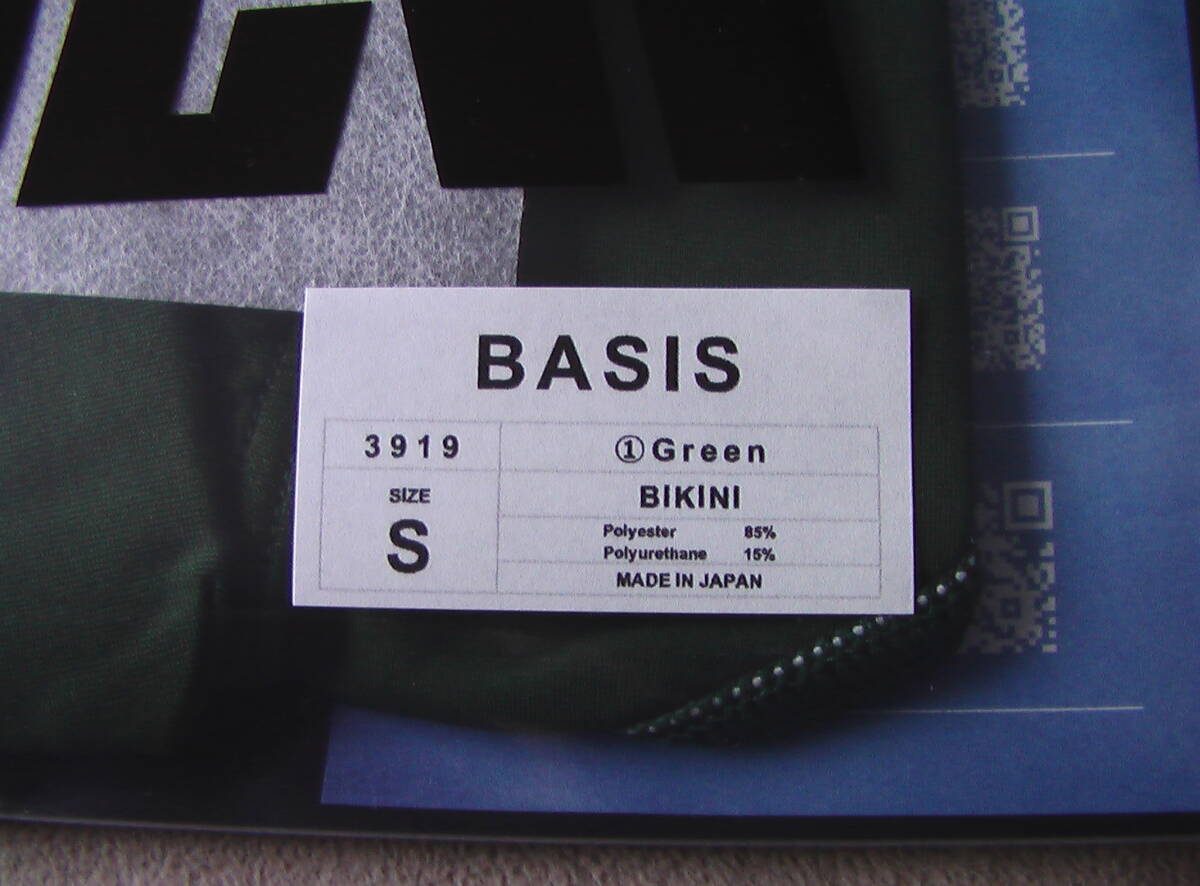 BASIS
3919
①Green
SIZE
S
BIKINI
Polyester 85%
Polyurethane 15%
MADE IN JAPAN